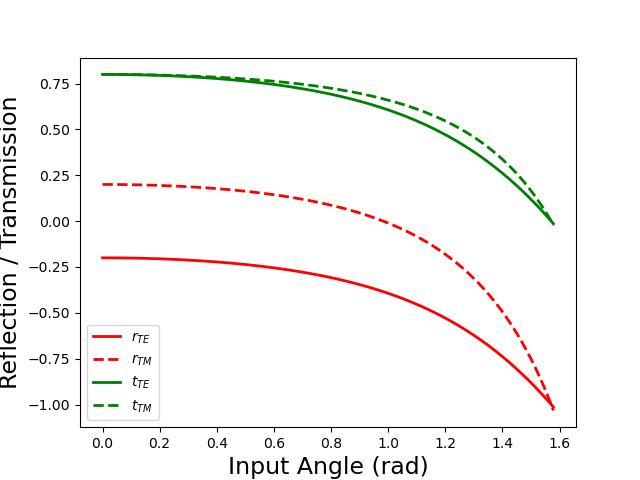 Reflection / Transmission
0.75
0.50
0.25
0.00
−0.25
−0.50
−0.75
−1.00
r_TE
r_TM
t_TE
t_TM
0.0 0.2 0.4 0.6 0.8 1.0 1.2 1.4 1.6
Input Angle (rad)